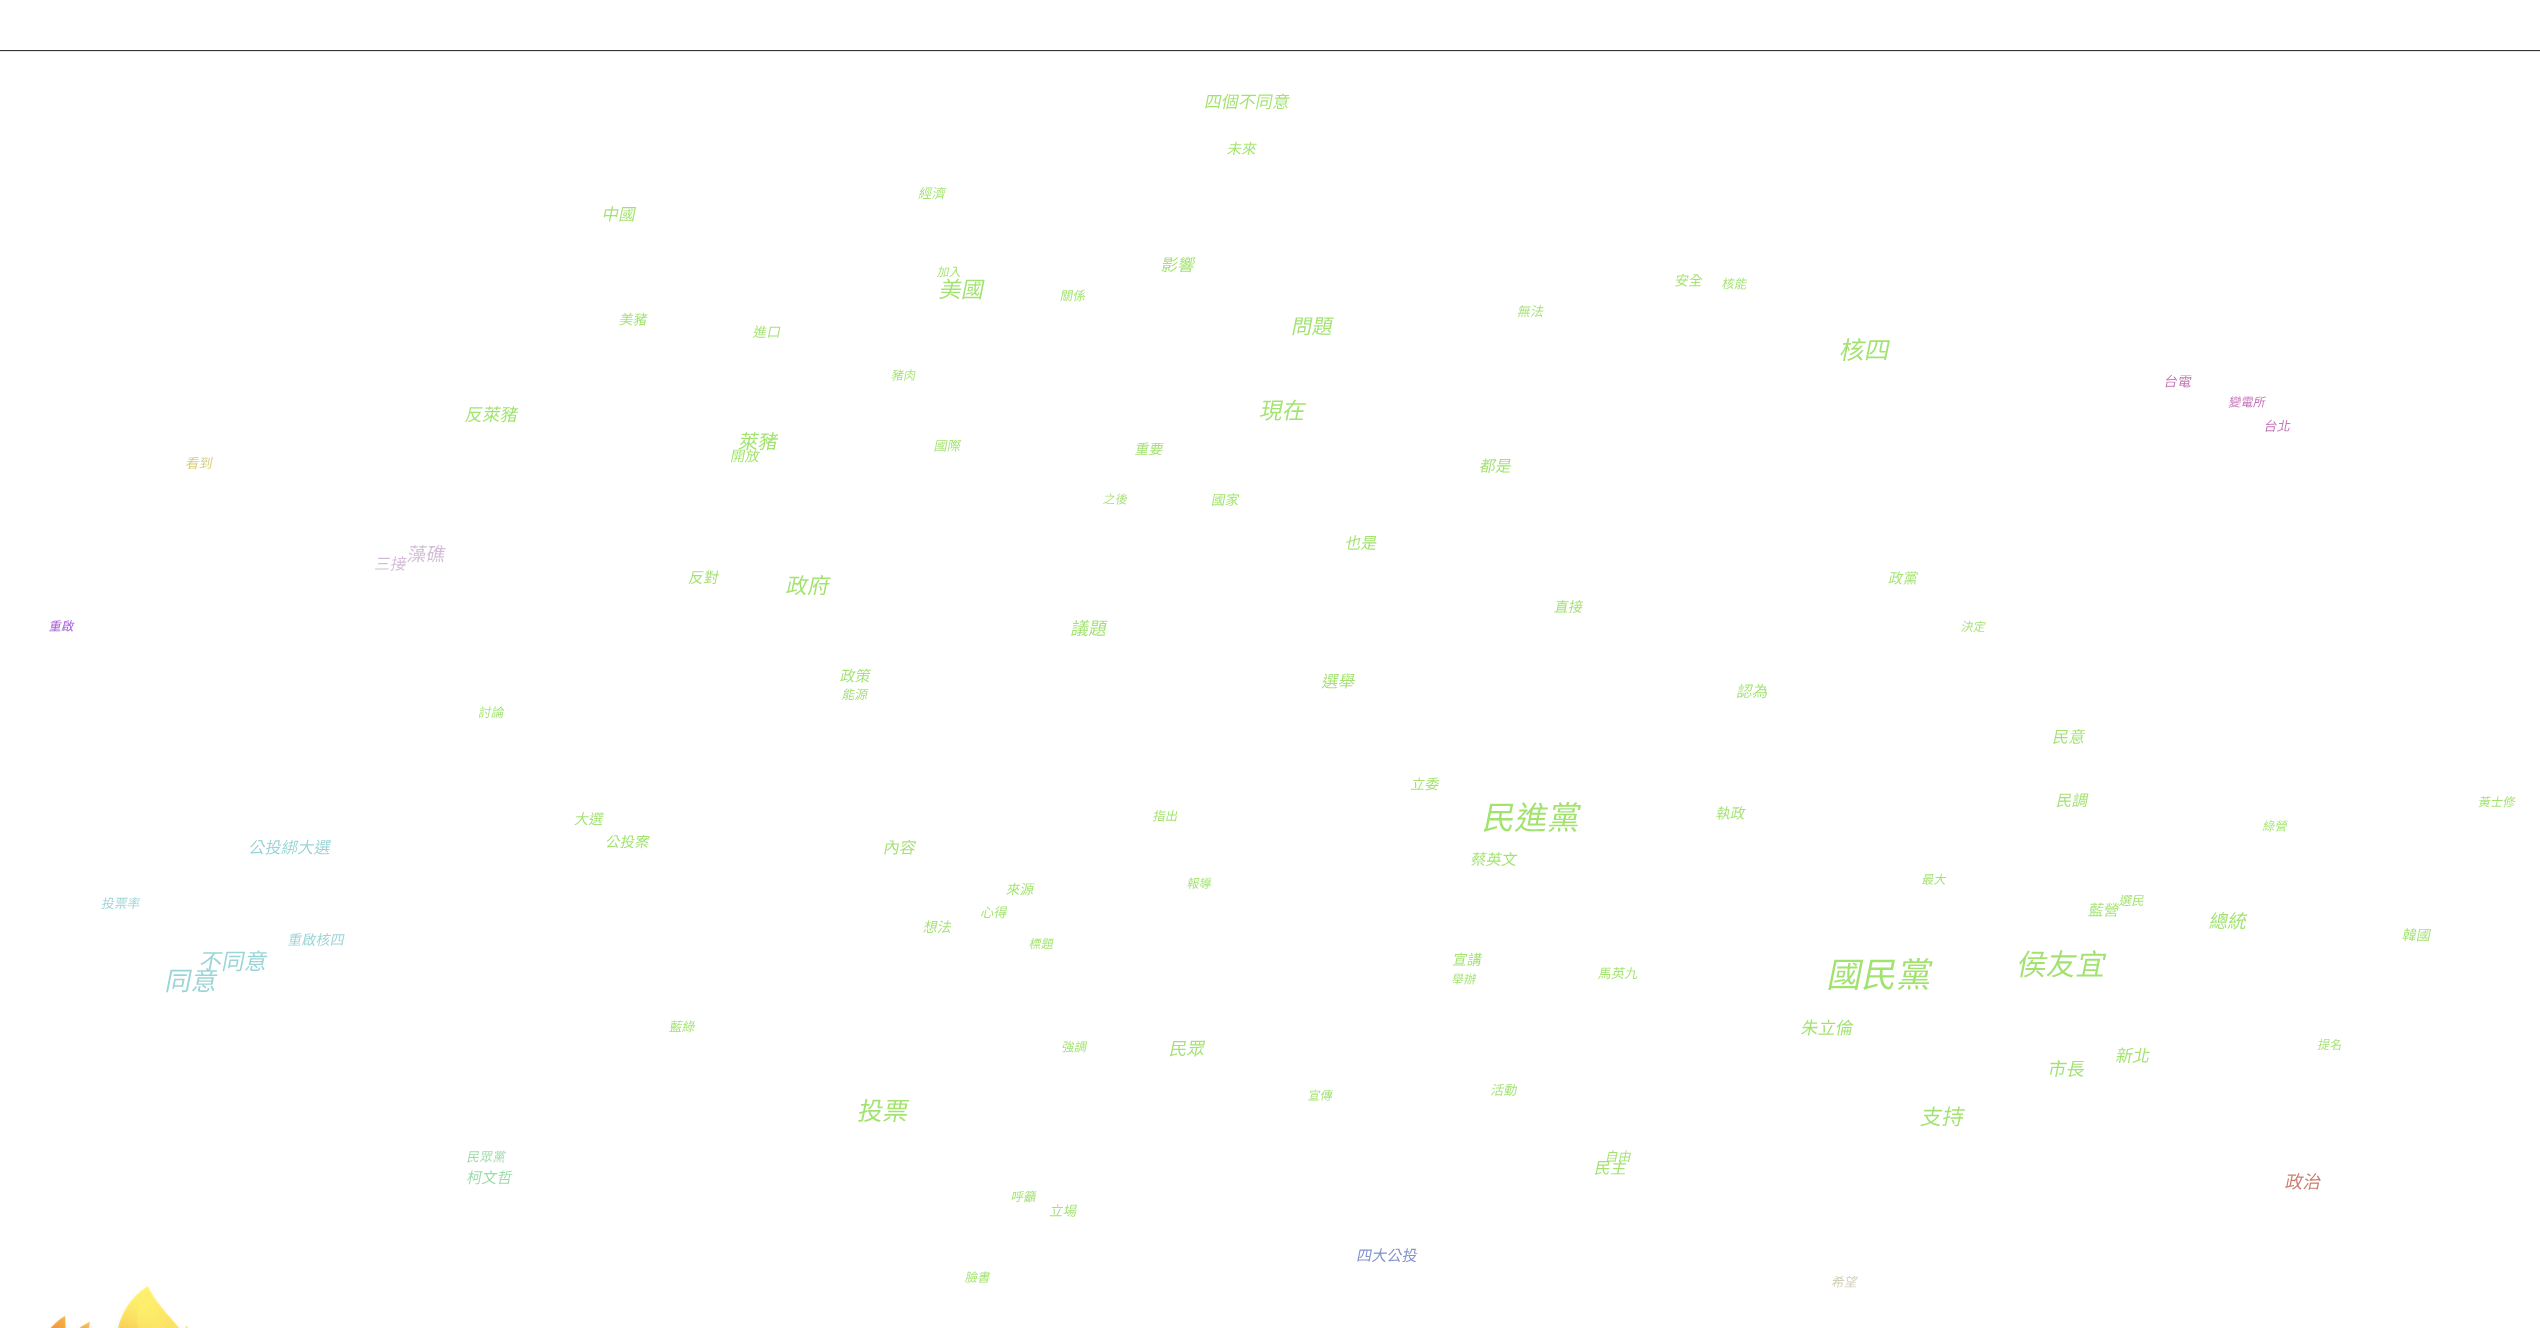 四個不同意
未來
經濟
中國
影響
加入
美國
關係
安全
核能
無法
美豬
進口
問題
核四
豬肉
台電
變電所
現在
反萊豬
台北
萊豬
開放
國際
重要
看到
都是
之後
國家
也是
藻礁
三接
反對
政府
政黨
直接
重啟
議題
決定
政策
能源
選舉
認為
討論
民意
立委
民調
黃士修
民進黨
執政
大選
指出
綠營
公投案
公投綁大選
內容
蔡英文
報導
最大
來源
投票率
選民
心得
藍營
總統
想法
韓國
重啟核四
標題
不同意
宣講
侯友宜
同意
舉辦
馬英九
國民黨
藍綠
朱立倫
強調
民眾
提名
新北
市長
活動
宣傳
投票
支持
民眾黨
自由
民主
柯文哲
政治
呼籲
立場
四大公投
臉書
希望